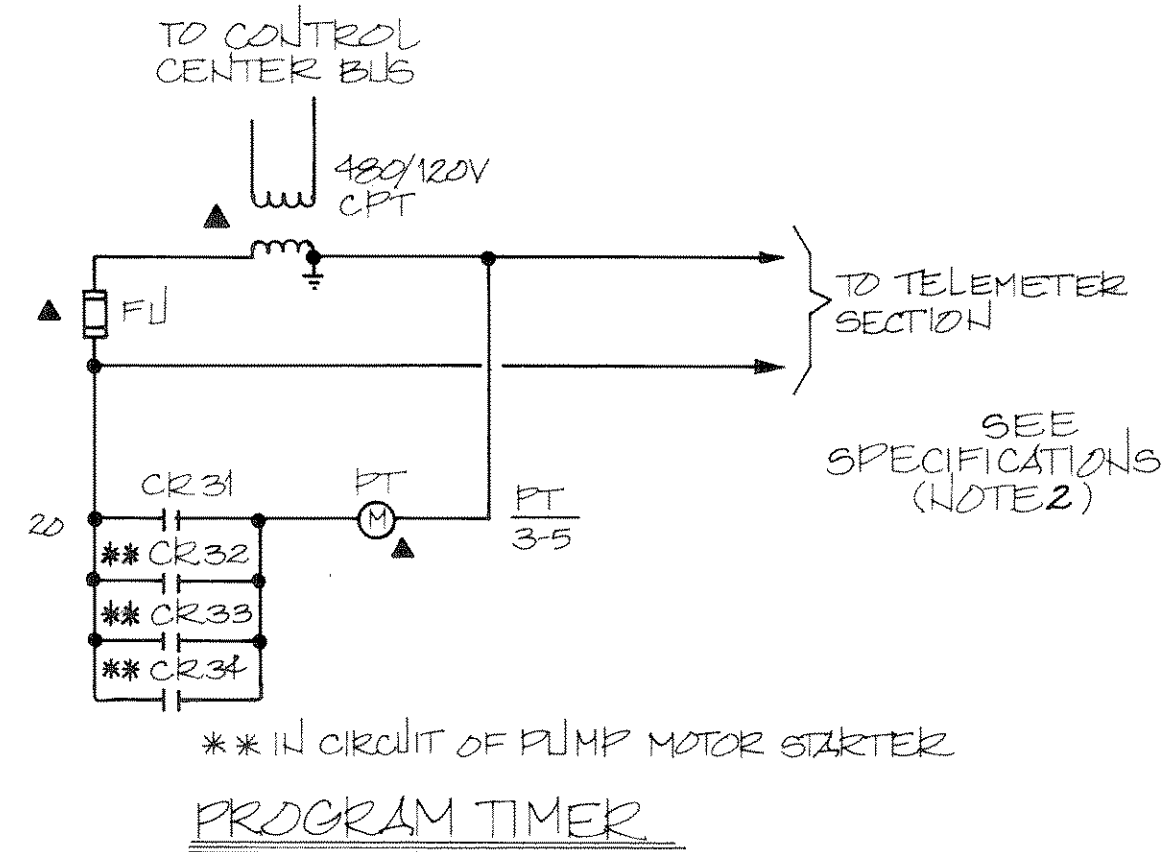 TO CONTROL
CENTER BUS
480/120V
CPT
FU
TO TELEMETER
SECTION
SEE
SPECIFICATIONS
(NOTE 2)
CR31
PT
M
PT
3-5
20
** CR32
** CR33
** CR34
** IN CIRCUIT OF PUMP MOTOR STARTER
PROGRAM TIMER